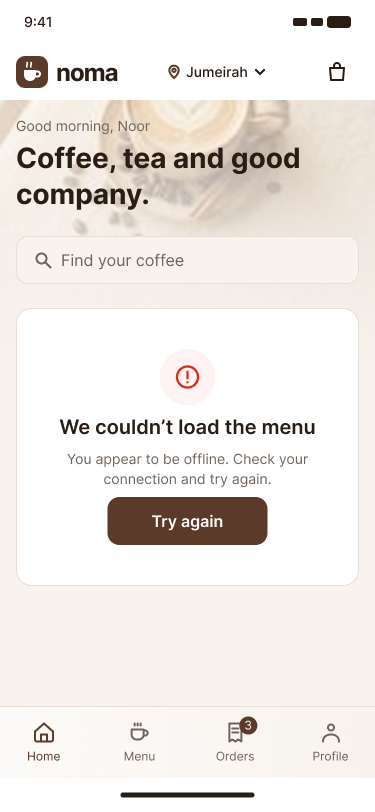 9:41
noma
Jumeirah
Good morning, Noor
Coffee, tea and good
company.
Find your coffee
We couldn’t load the menu
You appear to be offline. Check your
connection and try again.
Try again
3
Home
Menu
Orders
Profile